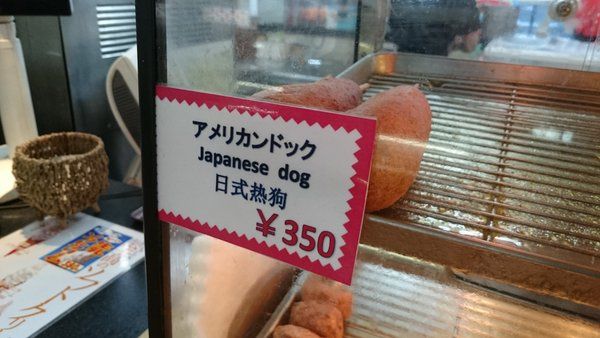 アメリカンドック
Japanese dog
日式热狗
¥350